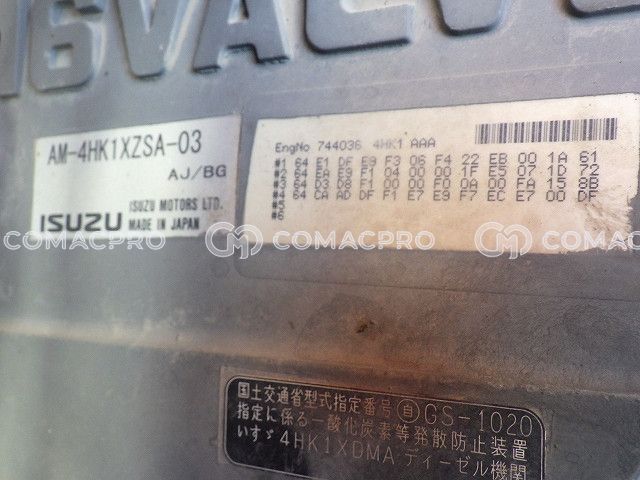 16VALVE
AM-4HK1XZSA-03
AJ/BG
ISUZU ISUZU MOTORS LTD.
MADE IN JAPAN
EngNo 744036 4HK1 AAA
#1 64 E1 DF E9 F3 06 F4 22 EB 00 1A 61
#2 64 EA E9 F1 04 00 00 1F E5 07 1D 72
#3 64 D3 D8 F1 00 00 F0 0A 00 FA 15 8B
#4 64 CA AD DF F1 E7 E9 F7 EC E7 00 DF
#5
#6
COMACPRO COMACPRO COMACPRO
国土交通省型式指定番号(自)GS-1020
指定に係る一酸化炭素等発散防止装置
いすゞ4HK1XDMAディーゼル機関